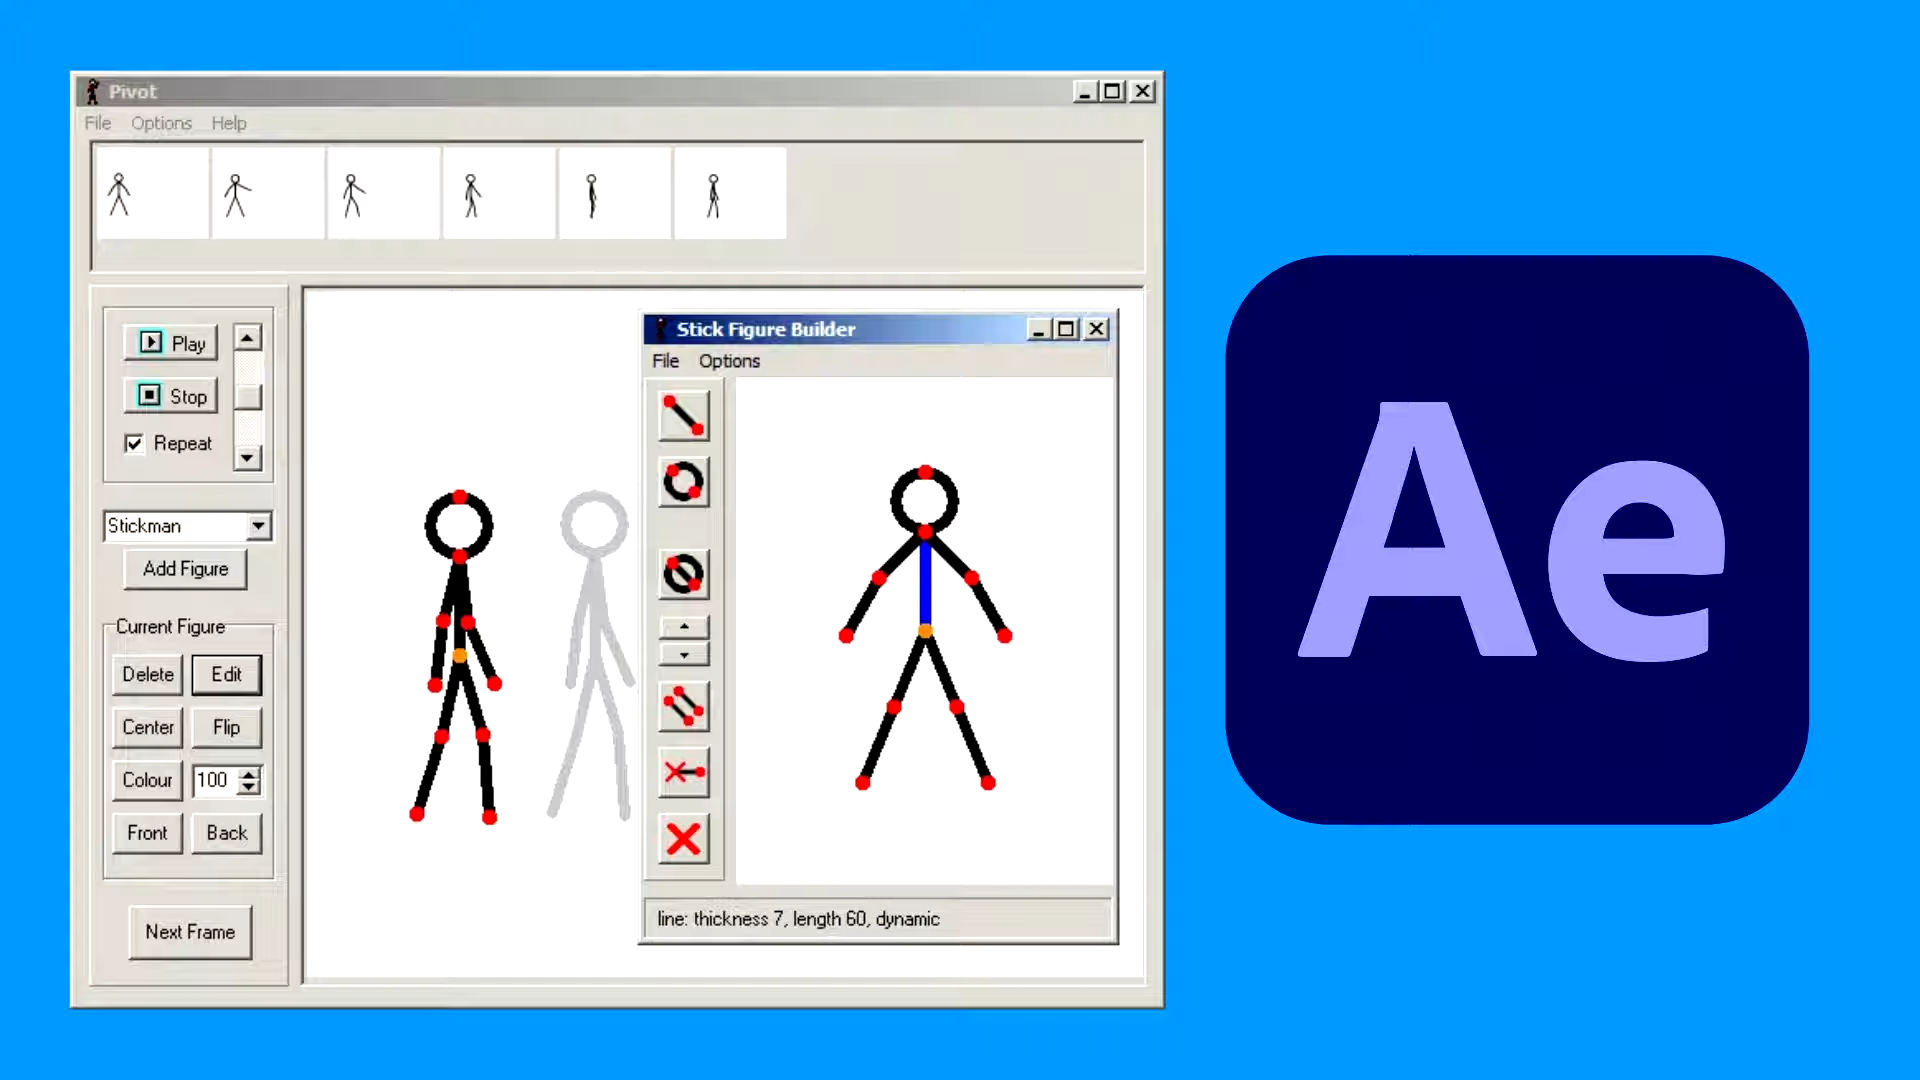 Pivot
File Options Help
Play
Stop
Repeat
Stickman
Add Figure
Current Figure
Delete Edit
Center Flip
Colour 100
Front Back
Next Frame
Stick Figure Builder
File Options
line: thickness 7, length 60, dynamic
Ae